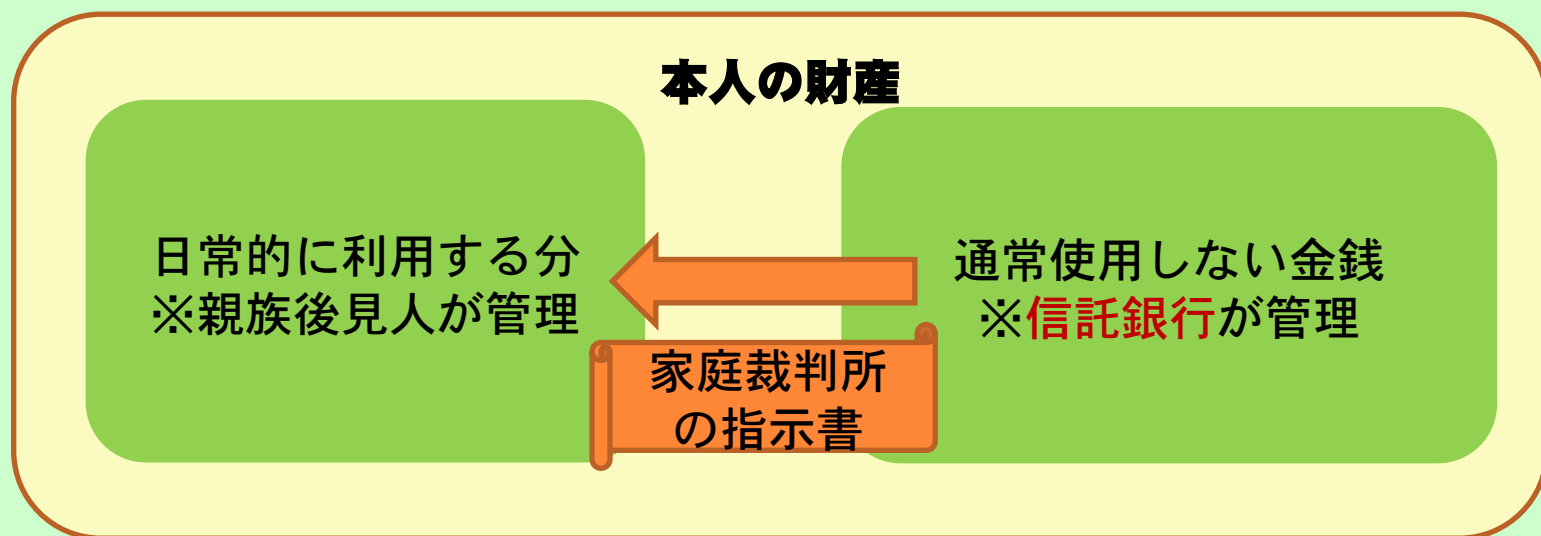 本人の財産
日常的に利用する分
※親族後見人が管理
通常使用しない金銭
※信託銀行が管理
家庭裁判所
の指示書